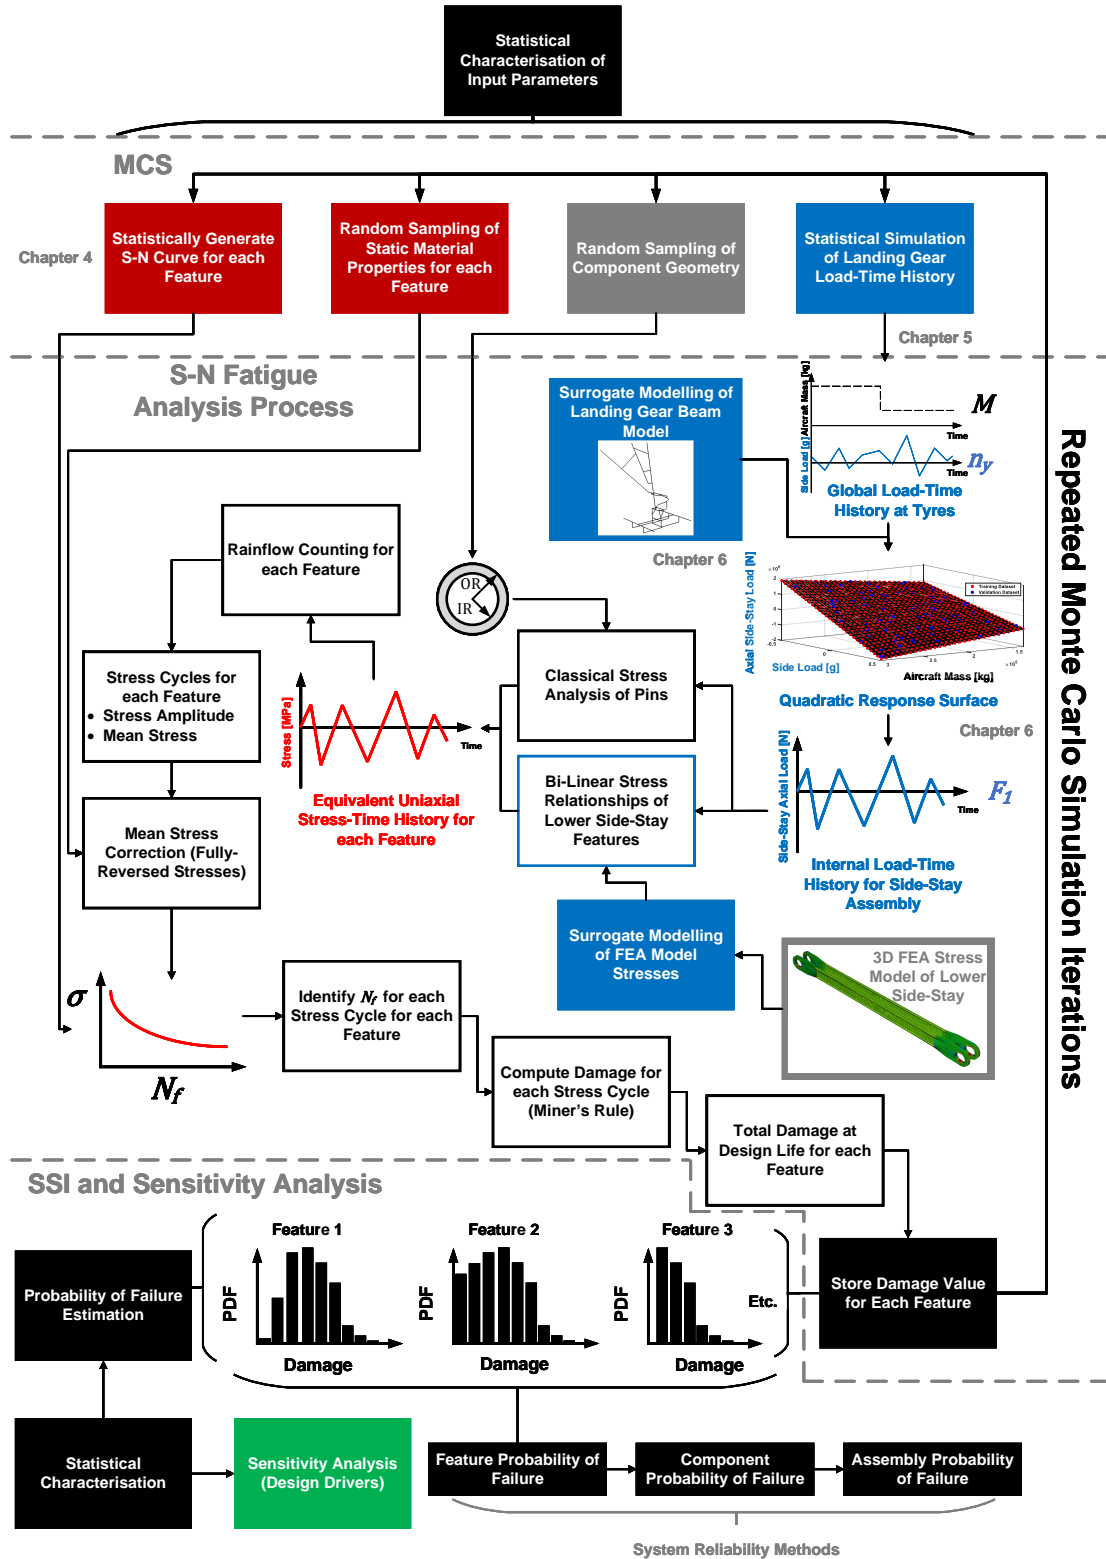 Statistical
Characterisation of
Input Parameters
MCS
Chapter 4
Statistically Generate
S-N Curve for each
Feature
Random Sampling of
Static Material
Properties for each
Feature
Random Sampling of
Component Geometry
Statistical Simulation
of Landing Gear
Load-Time History
Chapter 5
S-N Fatigue
Analysis Process
Surrogate Modelling of
Landing Gear Beam
Model
Chapter 6
Aircraft Mass [kg]
M
Time
Side Load [g]
n_y
Time
Global Load-Time
History at Tyres
Repeated Monte Carlo Simulation Iterations
Rainflow Counting for
each Feature
OR
IR
Axial Side-Stay Load [N]
Training Dataset
Validation Dataset
Side Load [g]
Aircraft Mass [kg]
Quadratic Response Surface
Chapter 6
Stress Cycles for
each Feature
• Stress Amplitude
• Mean Stress
Stress [MPa]
Time
Equivalent Uniaxial
Stress-Time History for
each Feature
Classical Stress
Analysis of Pins
Bi-Linear Stress
Relationships of
Lower Side-Stay
Features
Side-Stay Axial Load [N]
Time
F_1
Internal Load-Time
History for Side-Stay
Assembly
Mean Stress
Correction (Fully-
Reversed Stresses)
Surrogate Modelling
of FEA Model
Stresses
3D FEA Stress
Model of Lower
Side-Stay
σ
N_f
Identify N_f for each
Stress Cycle for each
Feature
Compute Damage for
each Stress Cycle
(Miner's Rule)
Total Damage at
Design Life for each
Feature
SSI and Sensitivity Analysis
Probability of Failure
Estimation
Feature 1
PDF
Damage
Feature 2
PDF
Damage
Feature 3
PDF
Damage
Etc.
Store Damage Value
for Each Feature
Statistical
Characterisation
Sensitivity Analysis
(Design Drivers)
Feature Probability of
Failure
Component
Probability of Failure
Assembly Probability
of Failure
System Reliability Methods